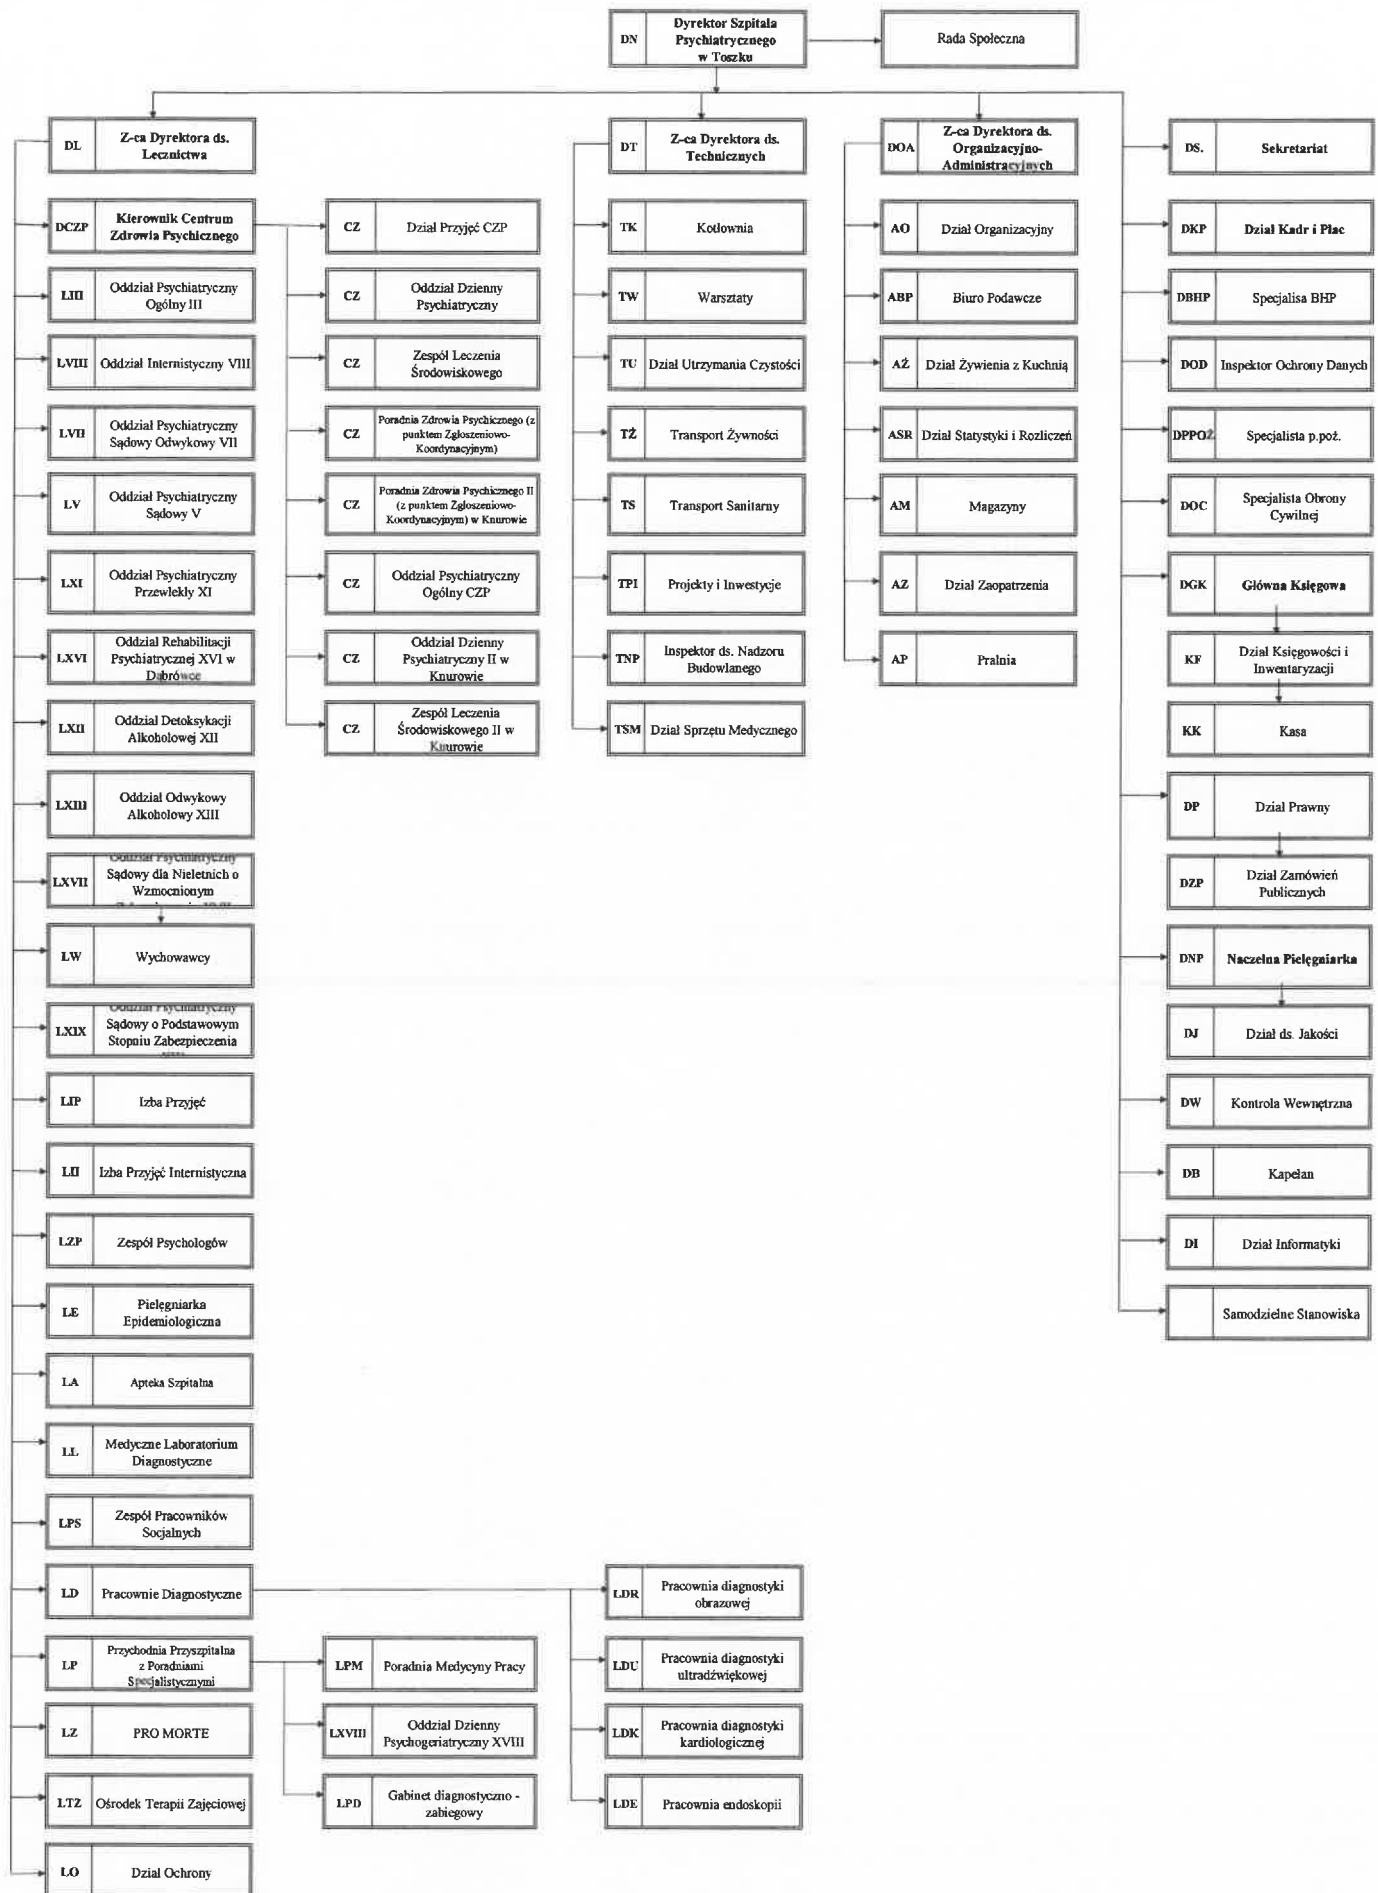 DN
Dyrektor Szpitala
Psychiatrycznego
w Toszku
Rada Społeczna
DL
Z-ca Dyrektora ds.
Lecznictwa
DT
Z-ca Dyrektora ds.
Technicznych
DOA
Z-ca Dyrektora ds.
Organizacyjno-
Administracyjnych
DS.
Sekretariat
DCZP
Kierownik Centrum
Zdrowia Psychicznego
LIII
Oddział Psychiatryczny
Ogólny III
LVIII
Oddział Internistyczny VIII
LVII
Oddział Psychiatryczny
Sądowy Odwykowy VII
LV
Oddział Psychiatryczny
Sądowy V
LXI
Oddział Psychiatryczny
Przewlekły XI
LXVI
Oddział Rehabilitacji
Psychiatrycznej XVI w
Dąbrówce
LXII
Oddział Detoksykacji
Alkoholowej XII
LXIII
Oddział Odwykowy
Alkoholowy XIII
LXVII
Oddział Psychiatryczny
Sądowy dla Nieletnich o
Wzmocnionym
LW
Wychowawcy
LXIX
Oddział Psychiatryczny
Sądowy o Podstawowym
Stopniu Zabezpieczenia
LIP
Izba Przyjęć
LII
Izba Przyjęć Internistyczna
LZP
Zespół Psychologów
LE
Pielęgniarka
Epidemiologiczna
LA
Apteka Szpitalna
LL
Medyczne Laboratorium
Diagnostyczne
LPS
Zespół Pracowników
Socjalnych
LD
Pracownie Diagnostyczne
LP
Przychodnia Przyszpitalna
z Poradniami
Specjalistycznymi
LZ
PRO MORTE
LTZ
Ośrodek Terapii Zajęciowej
LO
Dział Ochrony
CZ
Dział Przyjęć CZP
CZ
Oddział Dzienny
Psychiatryczny
CZ
Zespół Leczenia
Środowiskowego
CZ
Poradnia Zdrowia Psychicznego (z
punktem Zgłoszeniowo-
Koordynacyjnym)
CZ
Poradnia Zdrowia Psychicznego II
(z punktem Zgłoszeniowo-
Koordynacyjnym) w Knurowie
CZ
Oddział Psychiatryczny
Ogólny CZP
CZ
Oddział Dzienny
Psychiatryczny II w
Knurowie
CZ
Zespół Leczenia
Środowiskowego II w
Knurowie
LPM
Poradnia Medycyny Pracy
LXVIII
Oddział Dzienny
Psychogeriatryczny XVIII
LPD
Gabinet diagnostyczno -
zabiegowy
TK
Kotłownia
TW
Warsztaty
TU
Dział Utrzymania Czystości
TŻ
Transport Żywności
TS
Transport Sanitarny
TPI
Projekty i Inwestycje
TNP
Inspektor ds. Nadzoru
Budowlanego
TSM
Dział Sprzętu Medycznego
LDR
Pracownia diagnostyki
obrazowej
LDU
Pracownia diagnostyki
ultradźwiękowej
LDK
Pracownia diagnostyki
kardiologicznej
LDE
Pracownia endoskopii
AO
Dział Organizacyjny
ABP
Biuro Podawcze
AŻ
Dział Żywienia z Kuchnią
ASR
Dział Statystyki i Rozliczeń
AM
Magazyny
AZ
Dział Zaopatrzenia
AP
Pralnia
DKP
Dział Kadr i Płac
DBHP
Specjalisa BHP
DOD
Inspektor Ochrony Danych
DPPOŻ
Specjalista p.poż.
DOC
Specjalista Obrony
Cywilnej
DGK
Główna Księgowa
KF
Dział Księgowości i
Inwentaryzacji
KK
Kasa
DP
Dział Prawny
DZP
Dział Zamówień
Publicznych
DNP
Naczelna Pielęgniarka
DJ
Dział ds. Jakości
DW
Kontrola Wewnętrzna
DB
Kapelan
DI
Dział Informatyki
Samodzielne Stanowiska